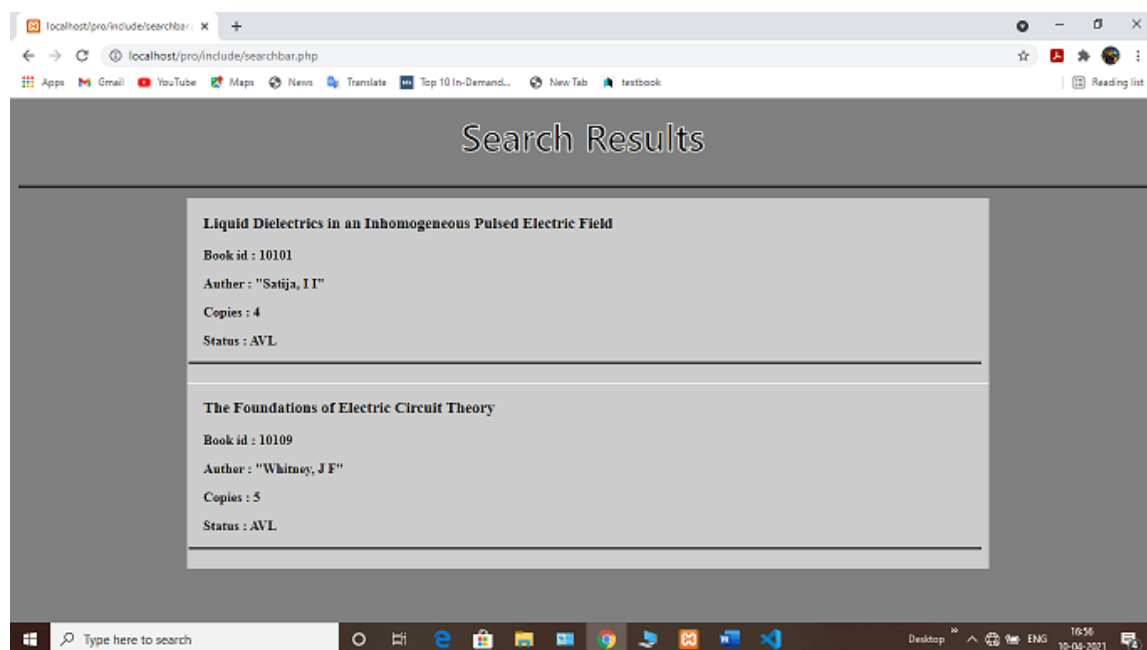 localhost/pro/include/searchbar.
localhost/pro/include/searchbar.php
Apps Gmail YouTube Maps News Translate Top 10 In-Demand... New Tab testbook Reading list
Search Results
Liquid Dielectrics in an Inhomogeneous Pulsed Electric Field
Book id : 10101
Auther : "Satija, I I"
Copies : 4
Status : AVL
The Foundations of Electric Circuit Theory
Book id : 10109
Auther : "Whitney, J F"
Copies : 5
Status : AVL
Type here to search
Desktop ENG 16:56
10-04-2021